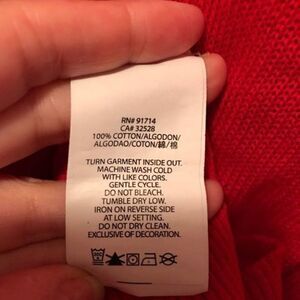 RN# 91714
CA# 32528
100% COTTON/ALGODON/
ALGODAO/COTON/綿/棉
TURN GARMENT INSIDE OUT.
MACHINE WASH COLD
WITH LIKE COLORS.
GENTLE CYCLE.
DO NOT BLEACH.
TUMBLE DRY LOW.
IRON ON REVERSE SIDE
AT LOW SETTING.
DO NOT DRY CLEAN.
EXCLUSIVE OF DECORATION.